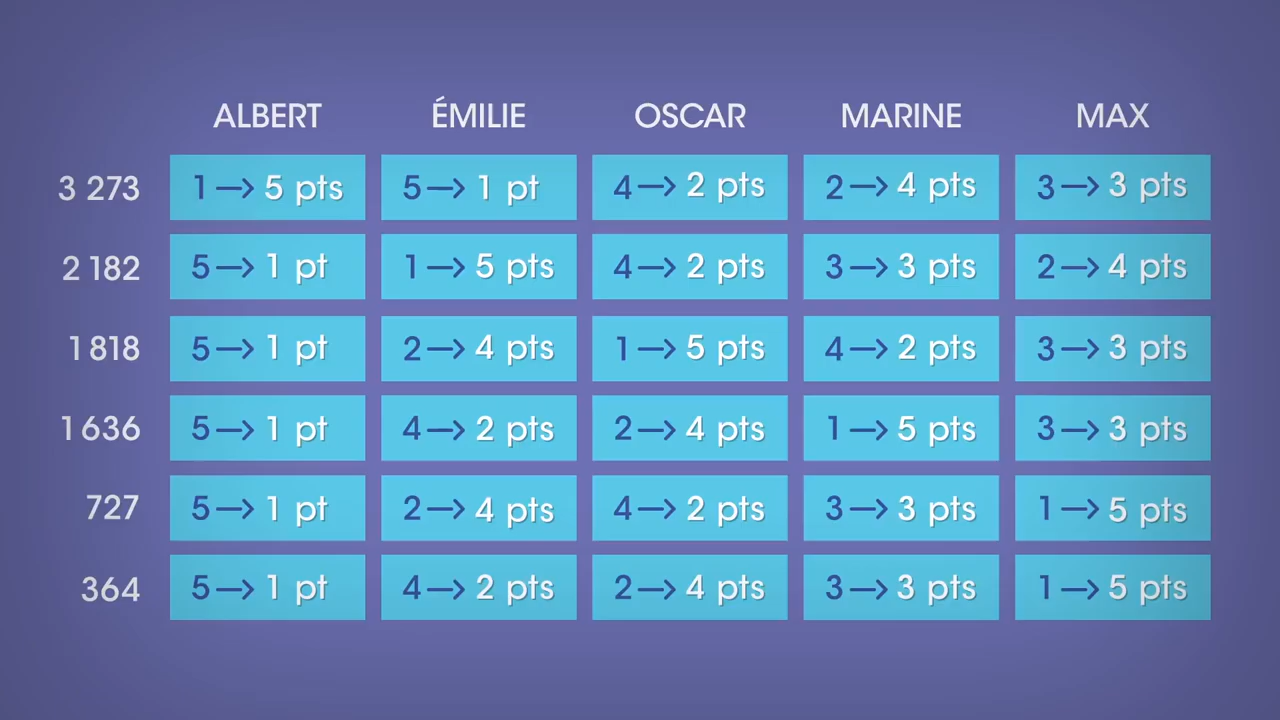 ALBERT ÉMILIE OSCAR MARINE MAX
3 273 1→5 pts 5→1 pt 4→2 pts 2→4 pts 3→3 pts
2 182 5→1 pt 1→5 pts 4→2 pts 3→3 pts 2→4 pts
1 818 5→1 pt 2→4 pts 1→5 pts 4→2 pts 3→3 pts
1 636 5→1 pt 4→2 pts 2→4 pts 1→5 pts 3→3 pts
727 5→1 pt 2→4 pts 4→2 pts 3→3 pts 1→5 pts
364 5→1 pt 4→2 pts 2→4 pts 3→3 pts 1→5 pts